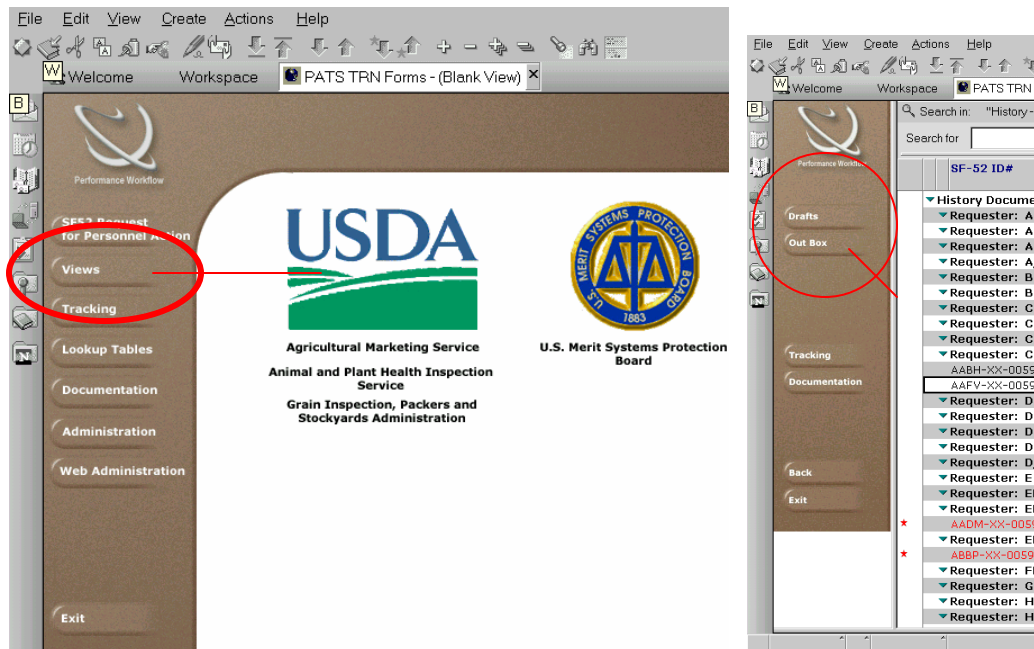 File Edit View Create Actions Help
W Welcome Workspace PATS TRN Forms - (Blank View)
B
Performance Workflow
SF52 Request
for Personnel Action
Views
Tracking
Lookup Tables
Documentation
Administration
Web Administration
Exit
USDA
Agricultural Marketing Service
Animal and Plant Health Inspection
Service
Grain Inspection, Packers and
Stockyards Administration
U.S. MERIT SYSTEMS PROTECTION BOARD
1883
U.S. Merit Systems Protection
Board
File Edit View Create Actions Help
W Welcome Workspace PATS TRN
B
Search in: "History -
Search for
Performance Workflow
Drafts
Out Box
Tracking
Documentation
Back
Exit
SF-52 ID#
History Docume
Requester: A
Requester: A
Requester: A
Requester: A
Requester: B
Requester: B
Requester: C
Requester: C
Requester: C
Requester: C
AABH-XX-0059
AAFV-XX-0059
Requester: D
Requester: D
Requester: D
Requester: D
Requester: D
Requester: E
Requester: E
Requester: E
AADM-XX-0059
Requester: E
ABBP-XX-0059
Requester: F
Requester: G
Requester: H
Requester: H